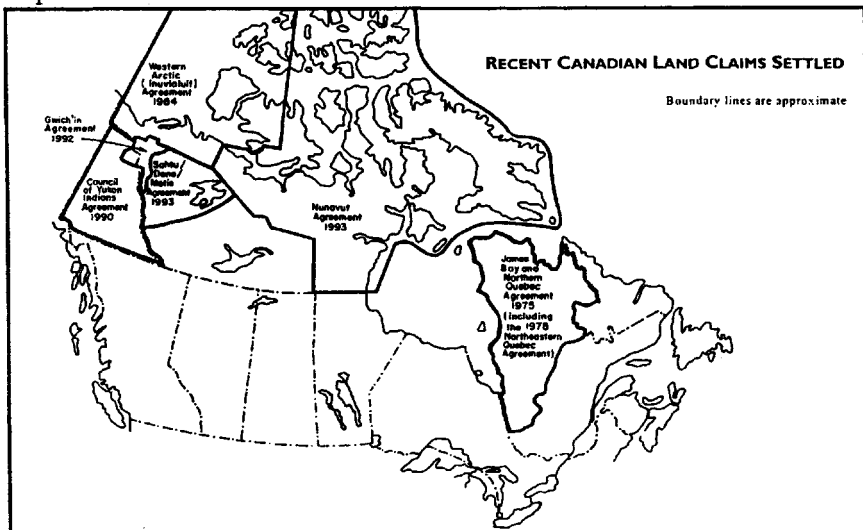 RECENT CANADIAN LAND CLAIMS SETTLED
Boundary lines are approximate
Western
Arctic
(Inuvialuit)
Agreement
1984
Gwich'in
Agreement
1992
Sahtu/
Dene/
Metis
Agreement
1993
Council
of Yukon
Indians
Agreement
1990
Nunavut
Agreement
1993
James
Bay and
Northern
Quebec
Agreement
1975
(including
the 1978
Northeastern
Quebec
Agreement)